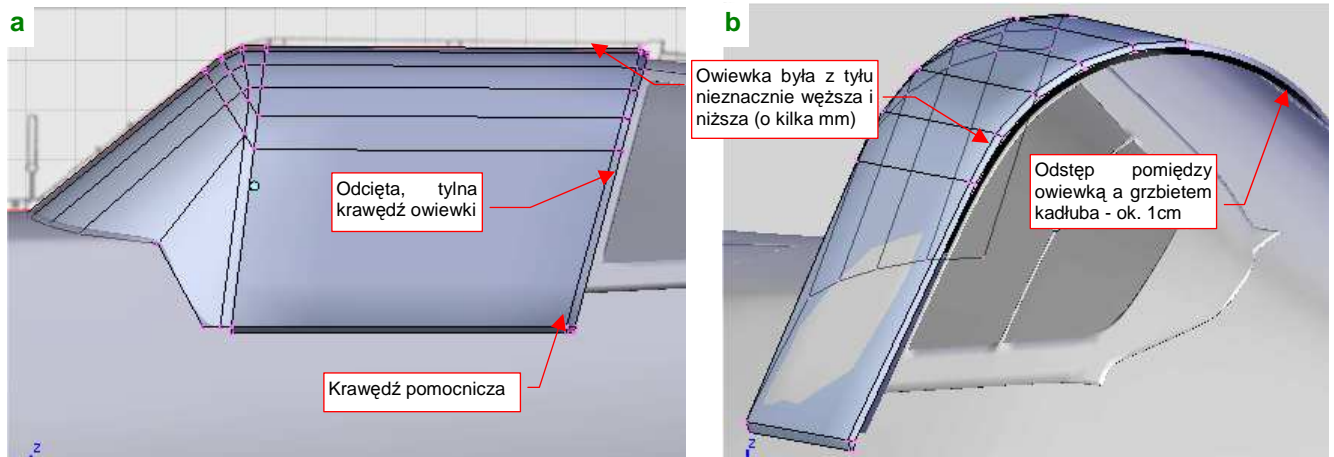 a
Odcięta, tylna
krawędź owiewki
Krawędź pomocnicza
z
b
Owiewka była z tyłu
nieznacznie węższa i
niższa (o kilka mm)
Odstęp pomiędzy
owiewką a grzbietem
kadłuba - ok. 1cm
z